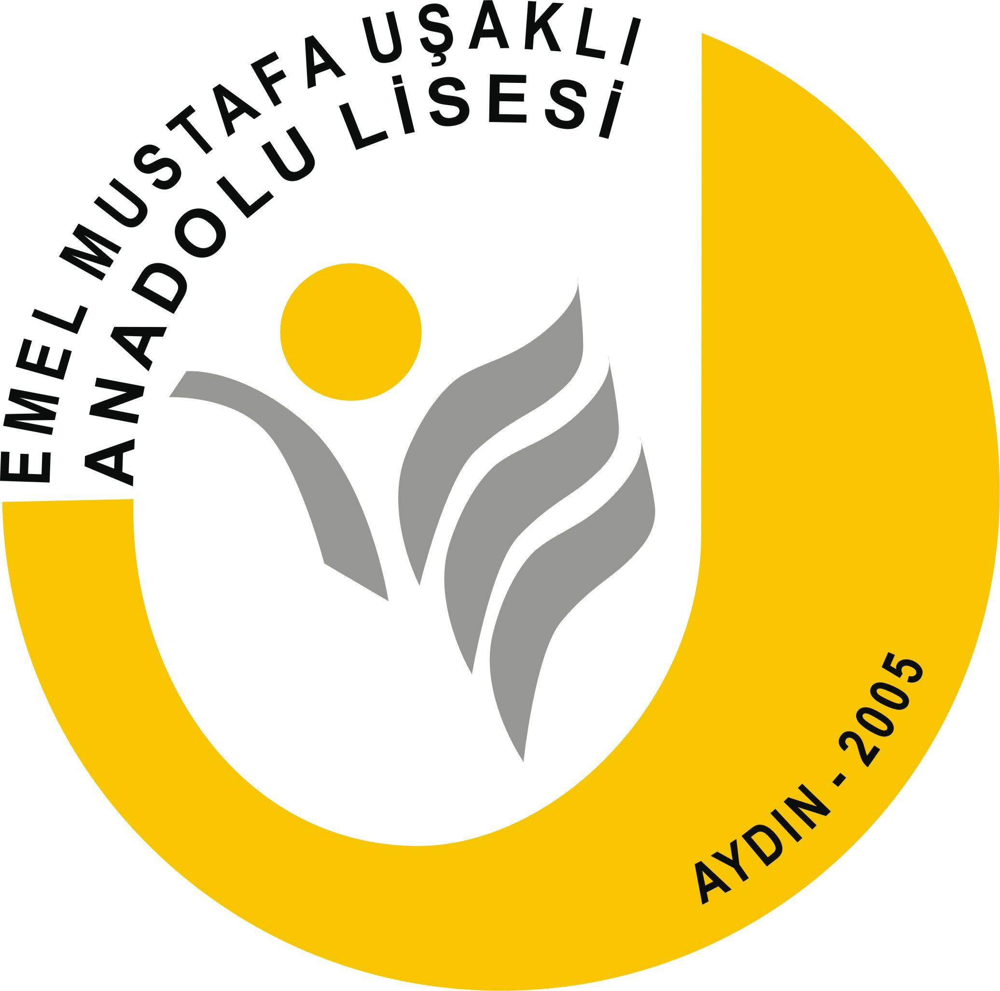 EMEL MUSTAFA UŞAKLI
ANADOLU LİSESİ
AYDIN - 2005